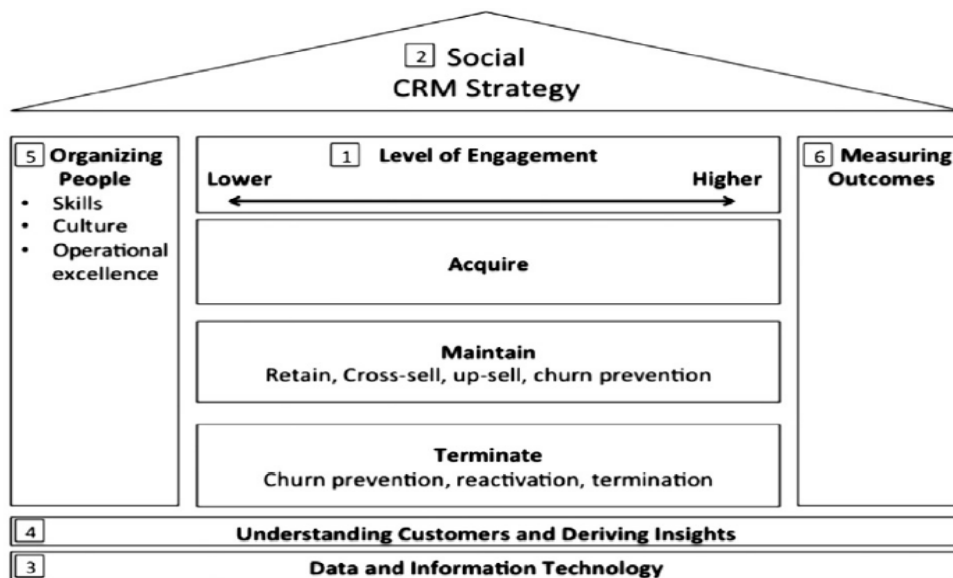 2 Social
CRM Strategy
5 Organizing
People
• Skills
• Culture
• Operational
excellence
1 Level of Engagement
Lower Higher
Acquire
Maintain
Retain, Cross-sell, up-sell, churn prevention
Terminate
Churn prevention, reactivation, termination
6 Measuring
Outcomes
4 Understanding Customers and Deriving Insights
3 Data and Information Technology